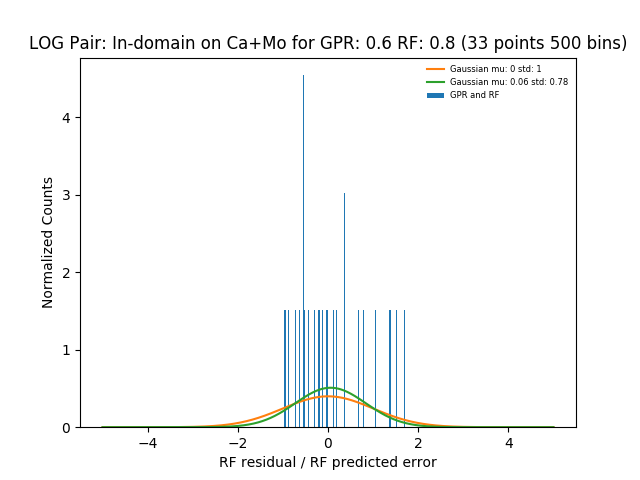 LOG Pair: In-domain on Ca+Mo for GPR: 0.6 RF: 0.8 (33 points 500 bins)
Gaussian mu: 0 std: 1
Gaussian mu: 0.06 std: 0.78
GPR and RF
Normalized Counts
4
3
2
1
0
−4 −2 0 2 4
RF residual / RF predicted error